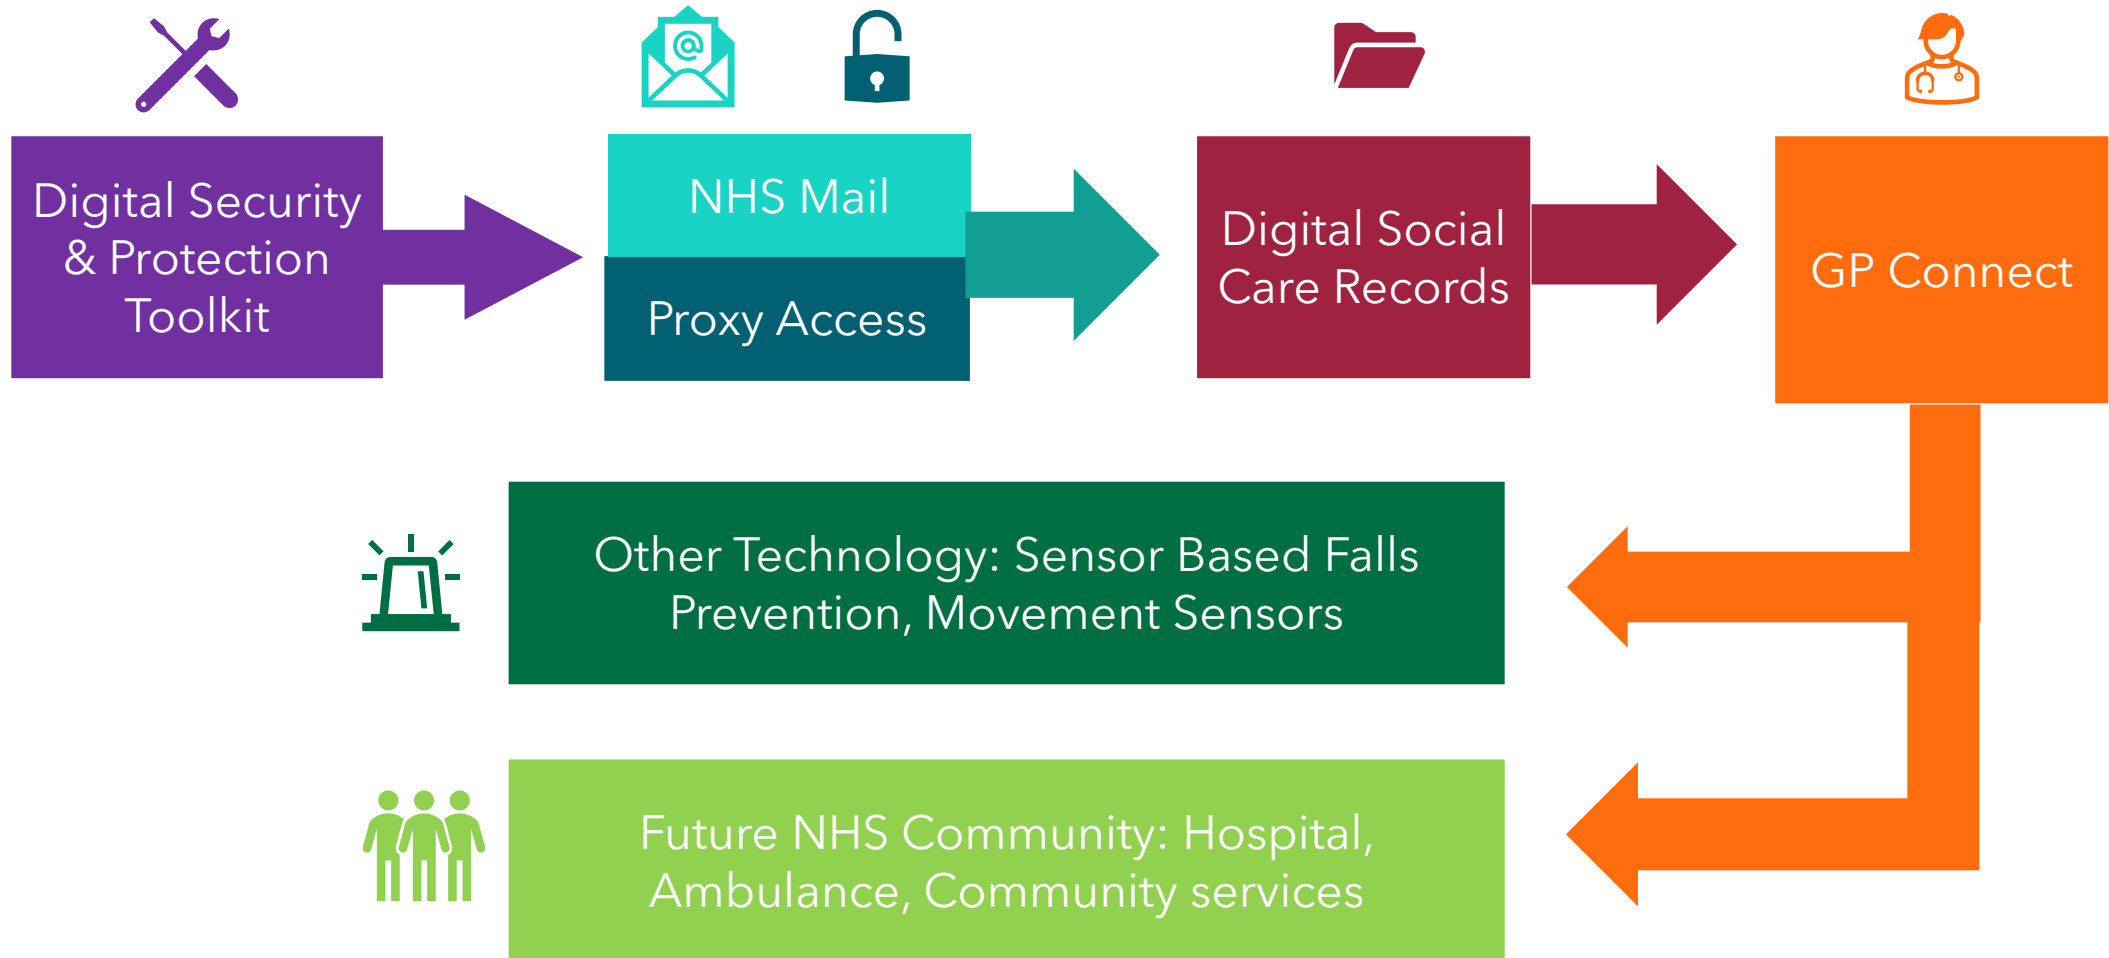 Digital Security
& Protection
Toolkit
NHS Mail
Proxy Access
Digital Social
Care Records
GP Connect
Other Technology: Sensor Based Falls
Prevention, Movement Sensors
Future NHS Community: Hospital,
Ambulance, Community services